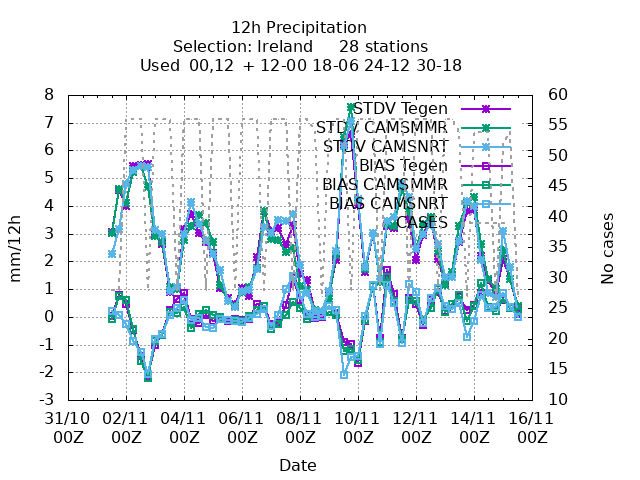 12h Precipitation
Selection: Ireland 28 stations
Used 00,12 + 12-00 18-06 24-12 30-18
STDV Tegen
STDV CAMSMMR
STDV CAMSNRT
BIAS Tegen
BIAS CAMSMMR
BIAS CAMSNRT
CASES
mm/12h
8
7
6
5
4
3
2
1
0
-1
-2
-3
No cases
60
55
50
45
40
35
30
25
20
15
10
31/10 02/11 04/11 06/11 08/11 10/11 12/11 14/11 16/11
00Z 00Z 00Z 00Z 00Z 00Z 00Z 00Z 00Z
Date